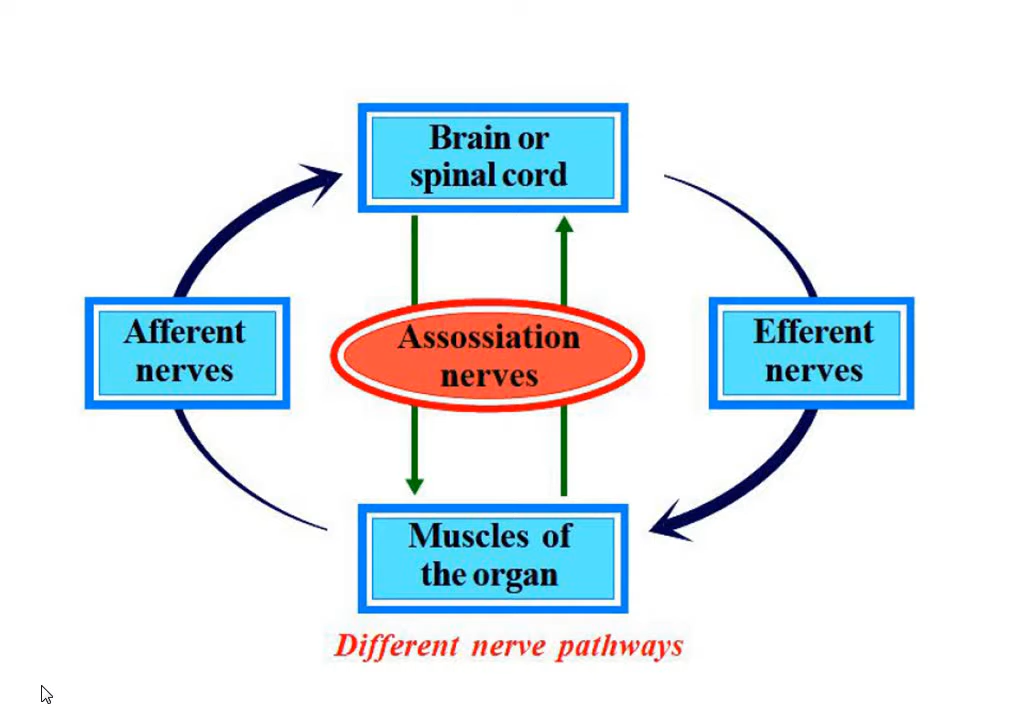 Brain or
spinal cord
Afferent
nerves
Assossiation
nerves
Efferent
nerves
Muscles of
the organ
Different nerve pathways